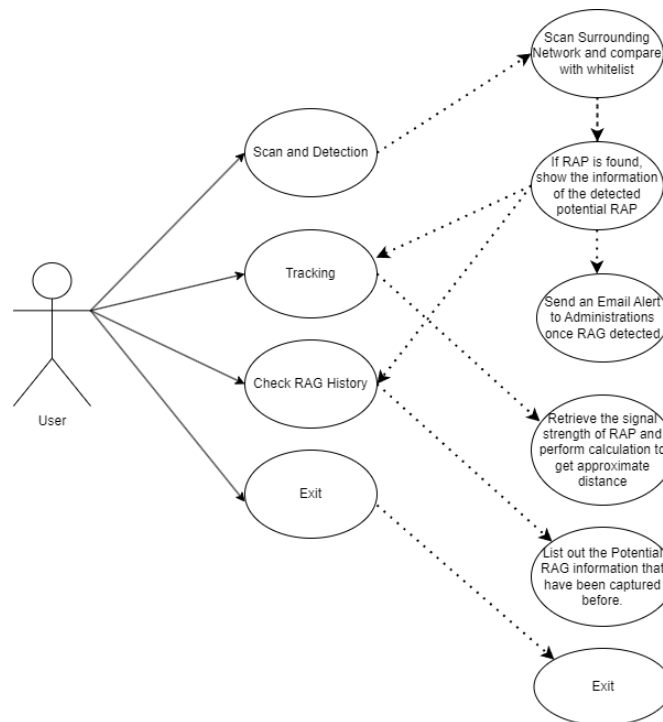 Scan Surrounding
Network and compare
with whitelist
Scan and Detection
If RAP is found,
show the information
of the detected
potential RAP
Tracking
Send an Email Alert
to Administrations
once RAG detected.
Check RAG History
User
Retrieve the signal
strength of RAP and
perform calculation to
get approximate
distance
Exit
List out the Potential
RAG information that
have been captured
before.
Exit